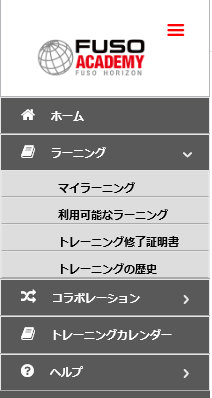 FUSO
ACADEMY
FUSO HORIZON
ホーム
ラーニング
マイラーニング
利用可能なラーニング
トレーニング修了証明書
トレーニングの歴史
コラボレーション
トレーニングカレンダー
ヘルプ